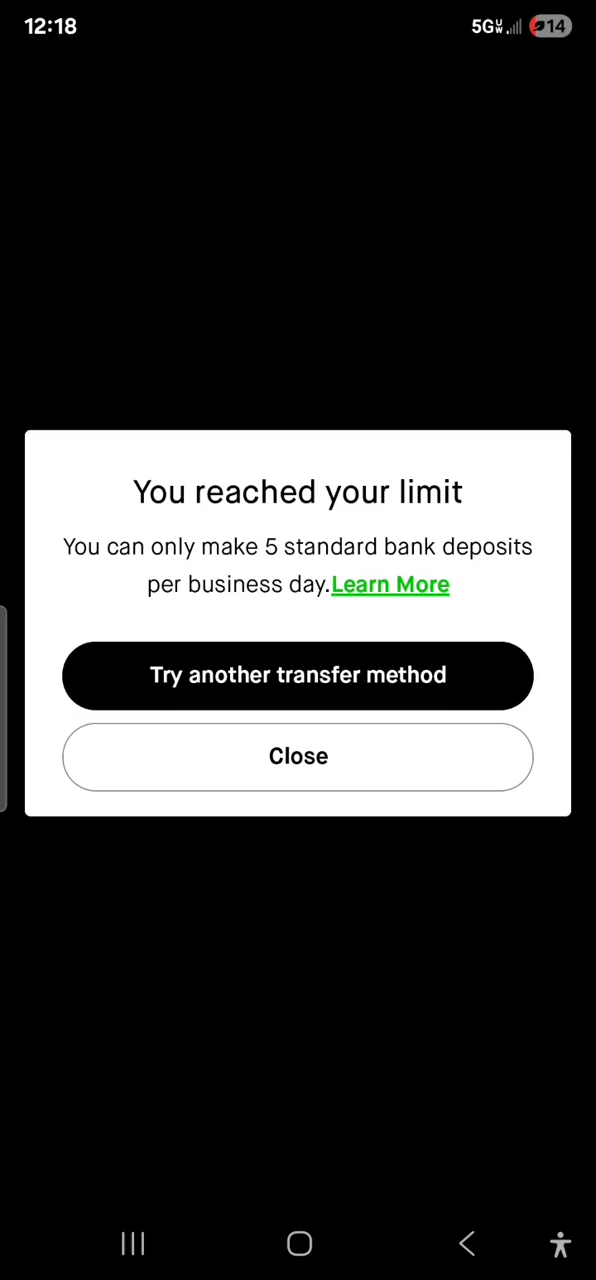 12:18
5G UW 14
You reached your limit
You can only make 5 standard bank deposits
per business day.Learn More
Try another transfer method
Close